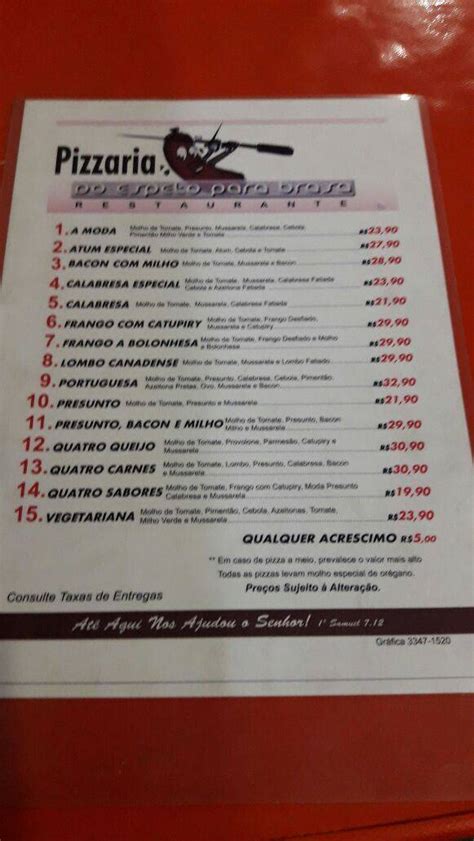 Pizzaria
do espeto para brasa
RESTAURANTE
1. A MODA Molho de Tomate, Presunto, Mussarela, Calabresa, Cebola
Pimentão Milho Verde e Tomate R$23,90
2. ATUM ESPECIAL Molho de Tomate, Atum, Cebola e Tomate R$27,90
3. BACON COM MILHO Molho de Tomate, Mussarela e Bacon R$28,90
4. CALABRESA ESPECIAL Molho de Tomate, Mussarela, Calabresa Fatiada
Cebola e Azeitona Fatiada R$23,90
5. CALABRESA Molho de Tomate, Mussarela, Calabresa Fatiada R$21,90
6. FRANGO COM CATUPIRY Molho de Tomate, Frango Desfiado,
Mussarela e Catupiry R$29,90
7. FRANGO A BOLONHESA Molho de Tomate, Frango Desfiado e Molho
e Bolonhesa R$29,90
8. LOMBO CANADENSE Molho de Tomate, Mussarela e Lombo Fatiado R$29,90
9. PORTUGUESA Molho de Tomate, Presunto, Calabresa, Cebola, Pimentão,
Azeitona Pretas, Ovo, Mussarela e Bacon R$32,90
10. PRESUNTO Molho de Tomate, Presunto e Mussarela R$21,90
11. PRESUNTO, BACON E MILHO Molho de Tomate, Presunto, Bacon
Milho e Mussarela R$29,90
12. QUATRO QUEIJO Molho de Tomate, Provolone, Parmesão, Catupiry e
Mussarela R$30,90
13. QUATRO CARNES Molho de Tomate, Lombo, Presunto, Calabresa, Bacon
e Mussarela R$30,90
14. QUATRO SABORES Molho de Tomate, Frango com Catupiry, Moda Presunto
Calabresa e Mussarela R$19,90
15. VEGETARIANA Molho de Tomate, Pimentão, Cebola, Azeitonas, Tomate,
Milho Verde e Mussarela R$23,90
QUALQUER ACRESCIMO R$5,00
** Em caso de pizza a meio, prevalece o valor mais alto
Todas as pizzas levam molho especial de orégano.
Preços Sujeito à Alteração.
Consulte Taxas de Entregas
Até Aqui Nos Ajudou o Senhor! 1º Samuel 7.12
Gráfica 3347-1520